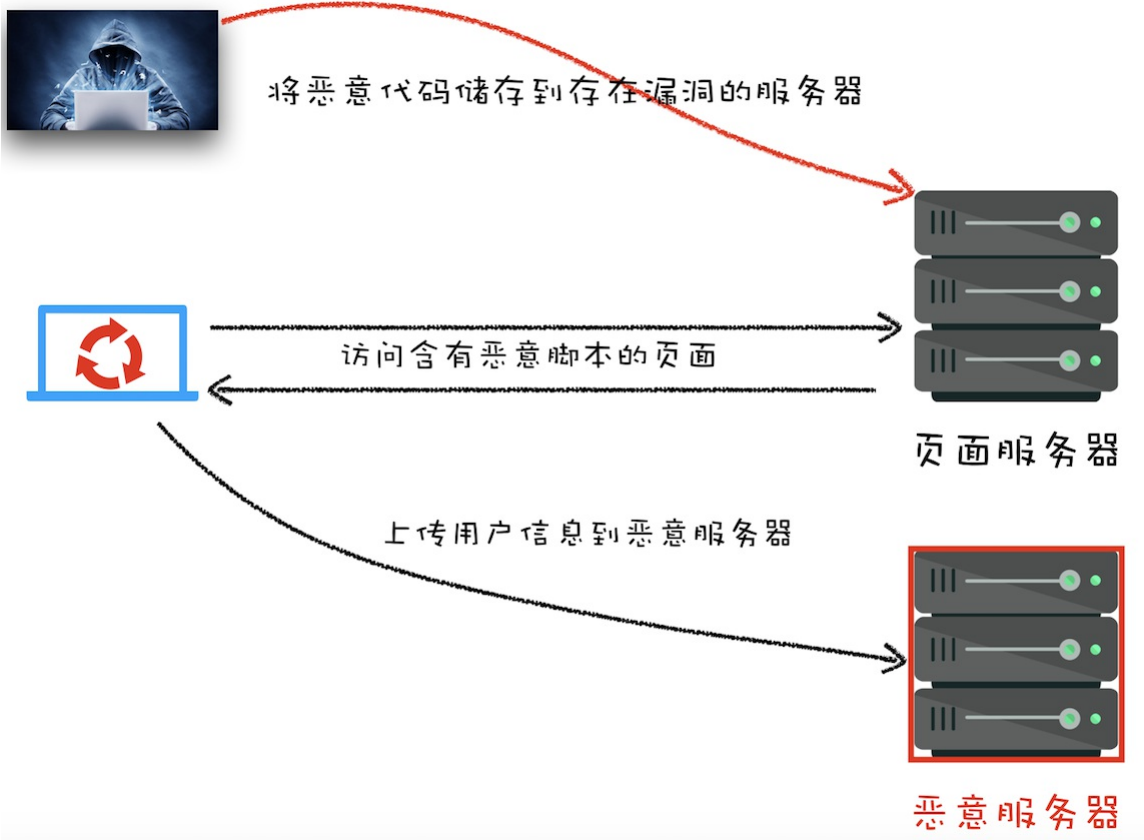 将恶意代码储存到存在漏洞的服务器
访问含有恶意脚本的页面
页面服务器
上传用户信息到恶意服务器
恶意服务器